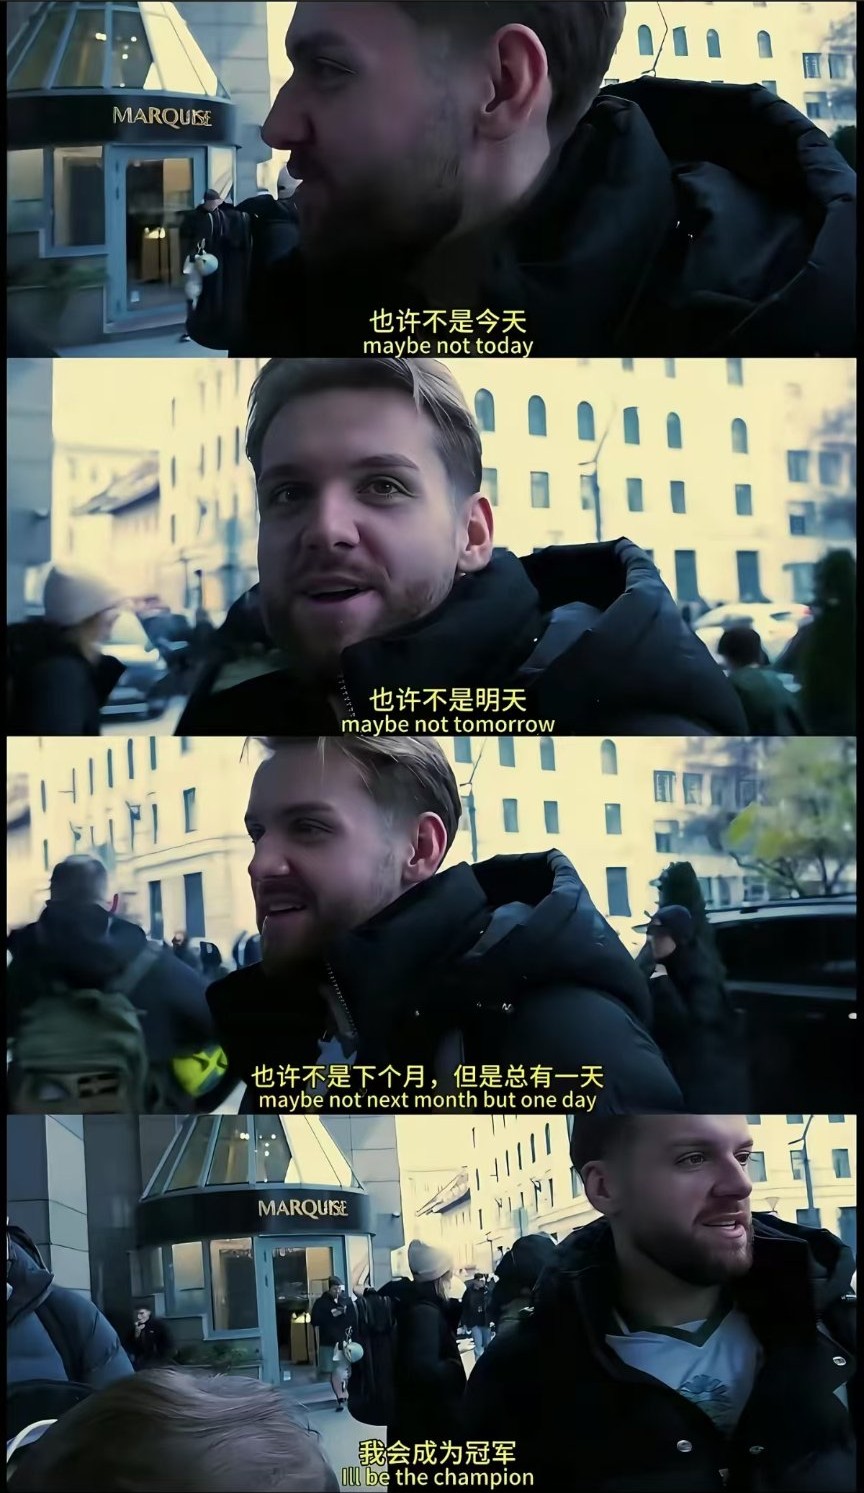 MARQUISE
也许不是今天
maybe not today
也许不是明天
maybe not tomorrow
也许不是下个月，但是总有一天
maybe not next month but one day
MARQUISE
我会成为冠军
Ill be the champion